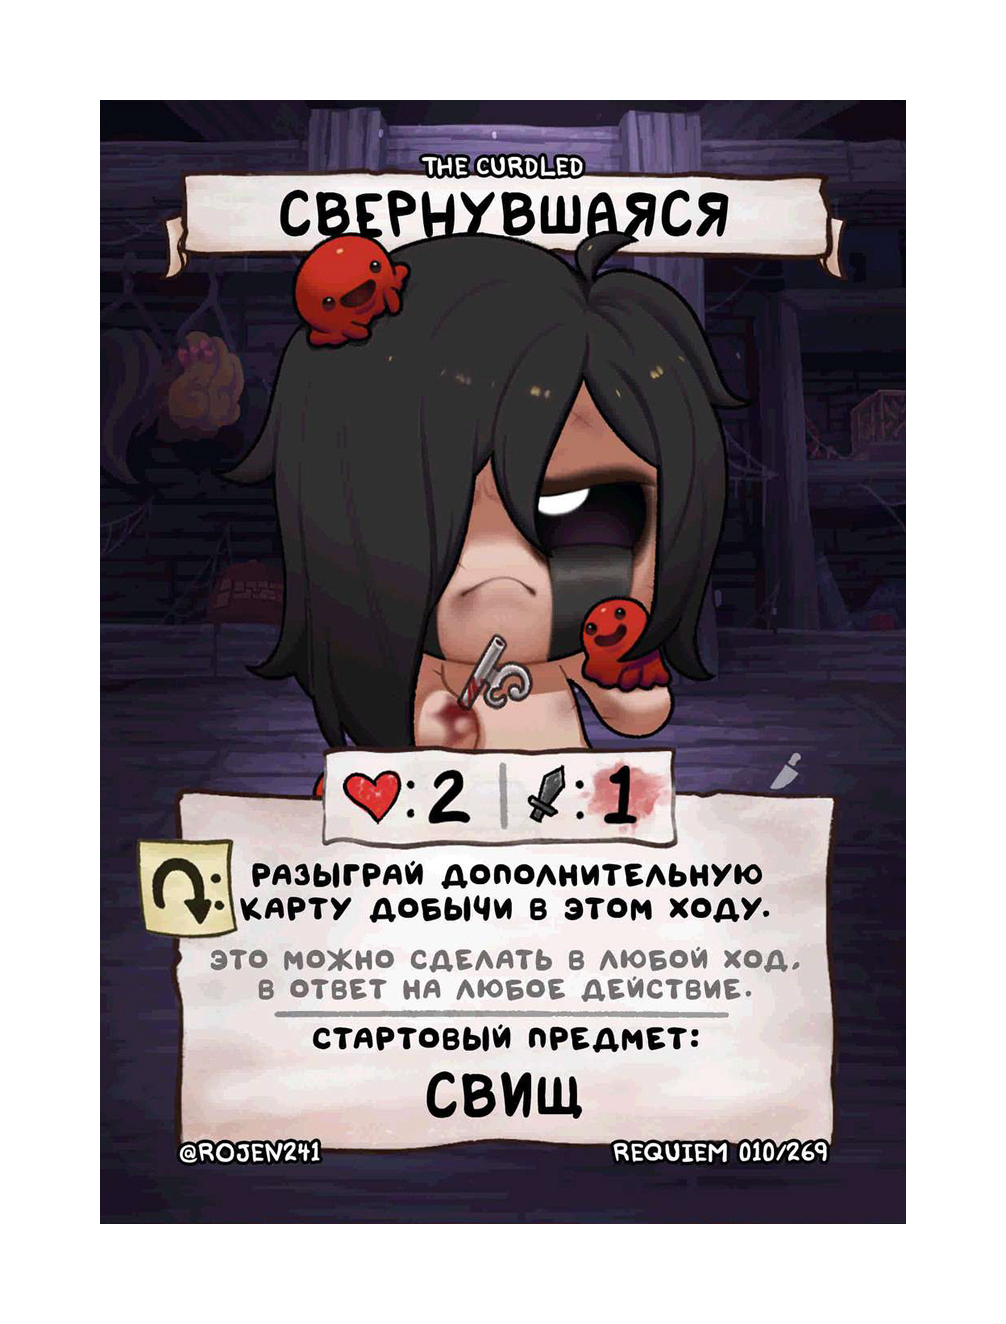 THE CURDLED
СВЕРНУВШАЯСЯ
:2 | :1
: РАЗЫГРАЙ ДОПОЛНИТЕЛЬНУЮ
КАРТУ ДОБЫЧИ В ЭТОМ ХОДУ.
ЭТО МОЖНО СДЕЛАТЬ В ЛЮБОЙ ХОД,
В ОТВЕТ НА ЛЮБОЕ ДЕЙСТВИЕ.
СТАРТОВЫЙ ПРЕДМЕТ:
СВИЩ
@ROJEN241 REQUIEM 010/269